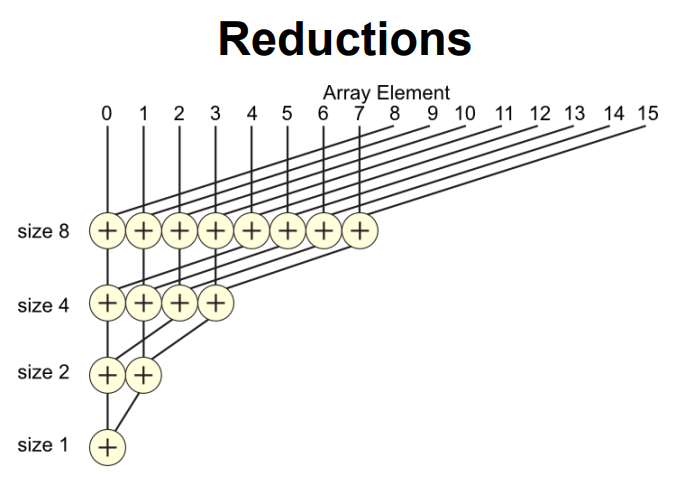 Reductions
Array Element
0 1 2 3 4 5 6 7 8 9 10 11 12 13 14 15
size 8 + + + + + + + +
size 4 + + + +
size 2 + +
size 1 +